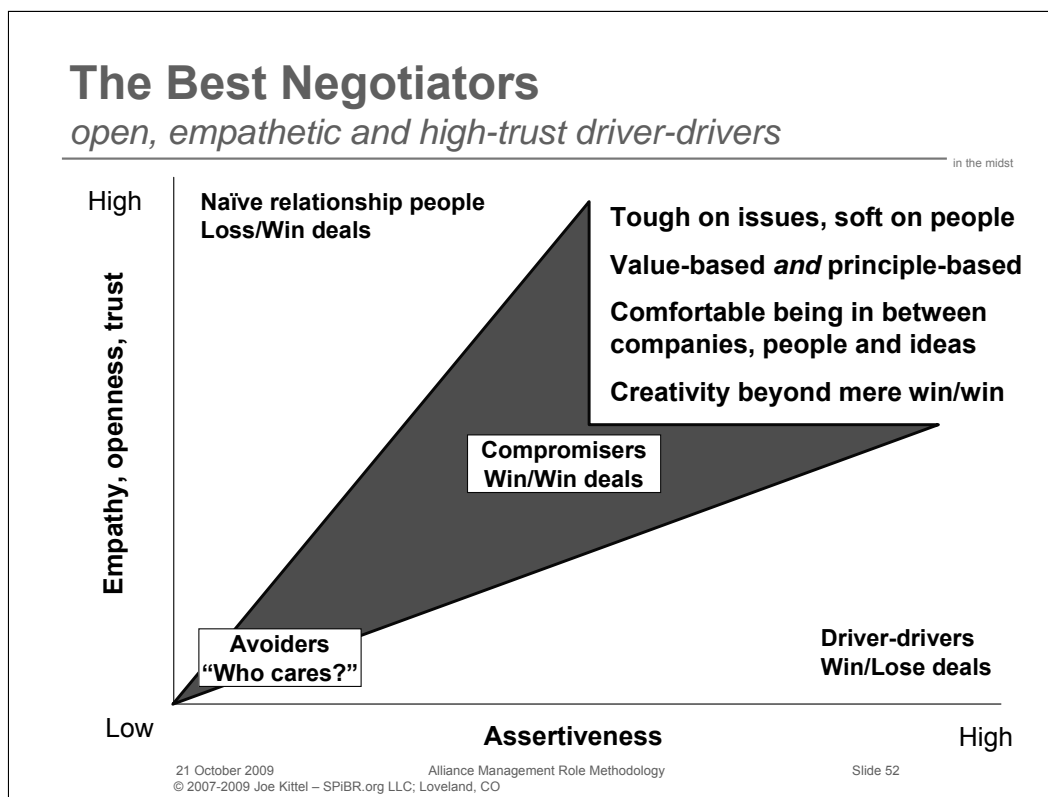 The Best Negotiators
open, empathetic and high-trust driver-drivers
in the midst
High
Naïve relationship people
Loss/Win deals
Tough on issues, soft on people
Value-based and principle-based
Comfortable being in between
companies, people and ideas
Creativity beyond mere win/win
Empathy, openness, trust
Compromisers
Win/Win deals
Avoiders
“Who cares?”
Driver-drivers
Win/Lose deals
Low
Assertiveness
High
21 October 2009 Alliance Management Role Methodology Slide 52
© 2007-2009 Joe Kittel – SPiBR.org LLC; Loveland, CO